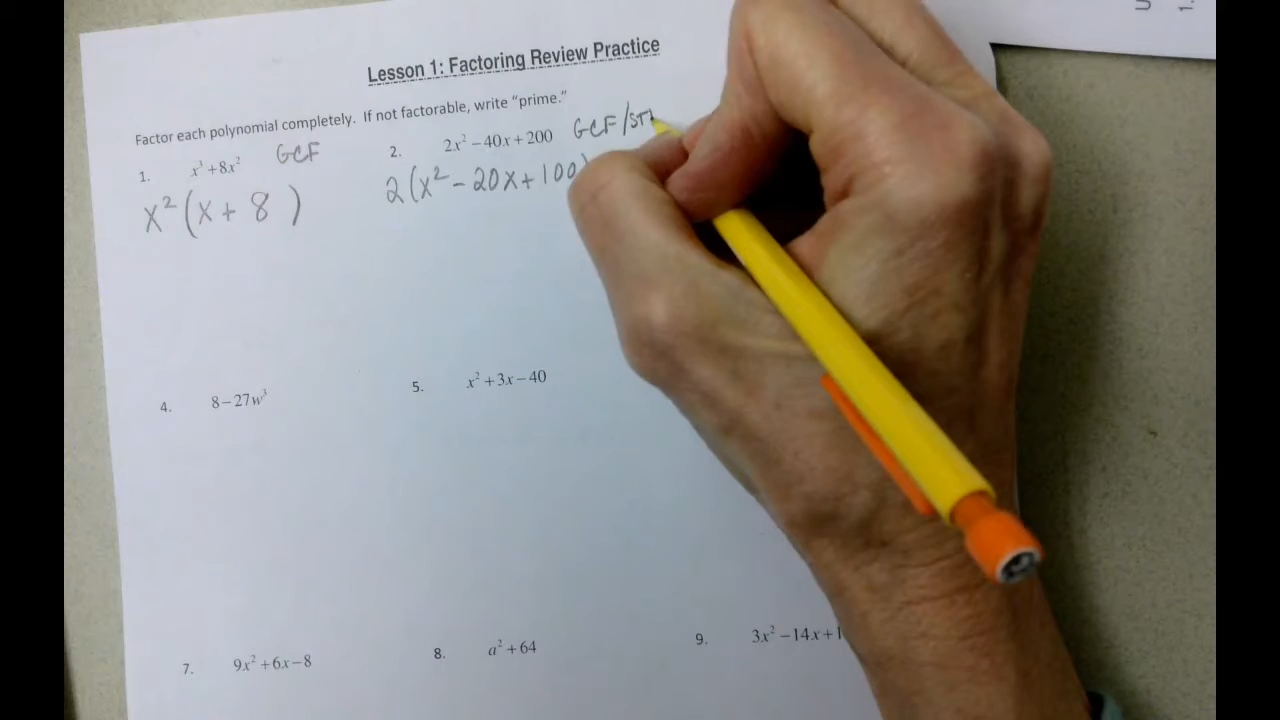 Lesson 1: Factoring Review Practice
Factor each polynomial completely. If not factorable, write “prime.”
1. x³+8x² GCF
x²(x + 8)
2. 2x²−40x+200 GCF/ST
2(x²−20x+100)
4. 8−27w³
5. x²+3x−40
7. 9x²+6x−8
8. a²+64
9. 3x²−14x+1